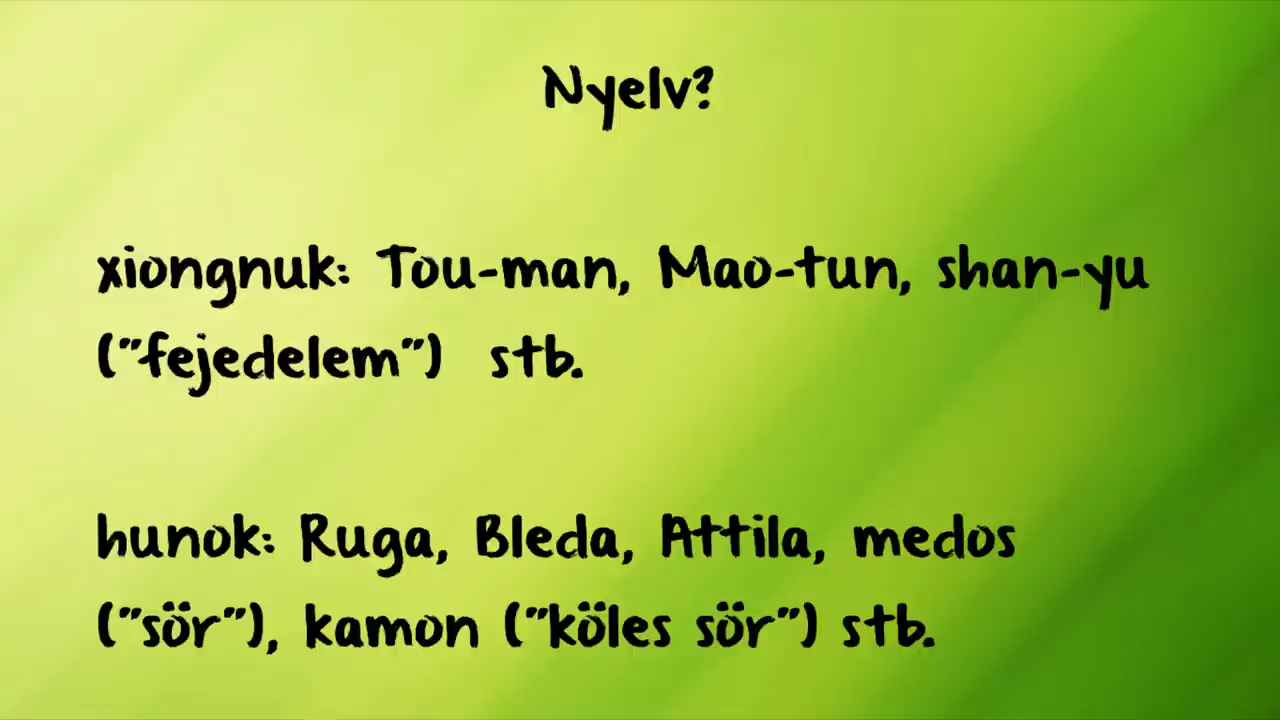 Nyelv?
xiongnuk: Tou-man, Mao-tun, shan-yu
("fejedelem") stb.
hunok: Ruga, Bleda, Attila, medos
("sör"), kamon ("köles sör") stb.